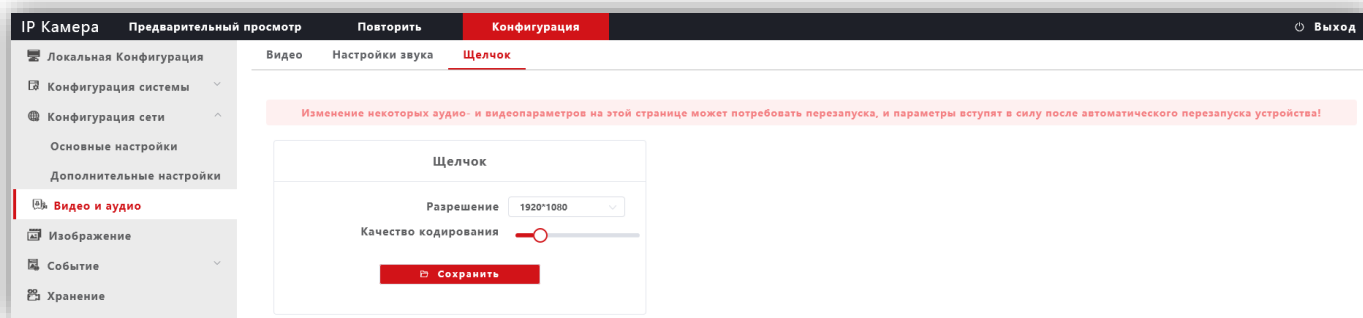 IP Камера Предварительный просмотр Повторить Конфигурация Выход
Локальная Конфигурация
Конфигурация системы
Конфигурация сети
Основные настройки
Дополнительные настройки
Видео и аудио
Изображение
Событие
Хранение
Видео Настройки звука Щелчок
Изменение некоторых аудио- и видеопараметров на этой странице может потребовать перезапуска, и параметры вступят в силу после автоматического перезапуска устройства!
Щелчок
Разрешение 1920*1080
Качество кодирования
Сохранить